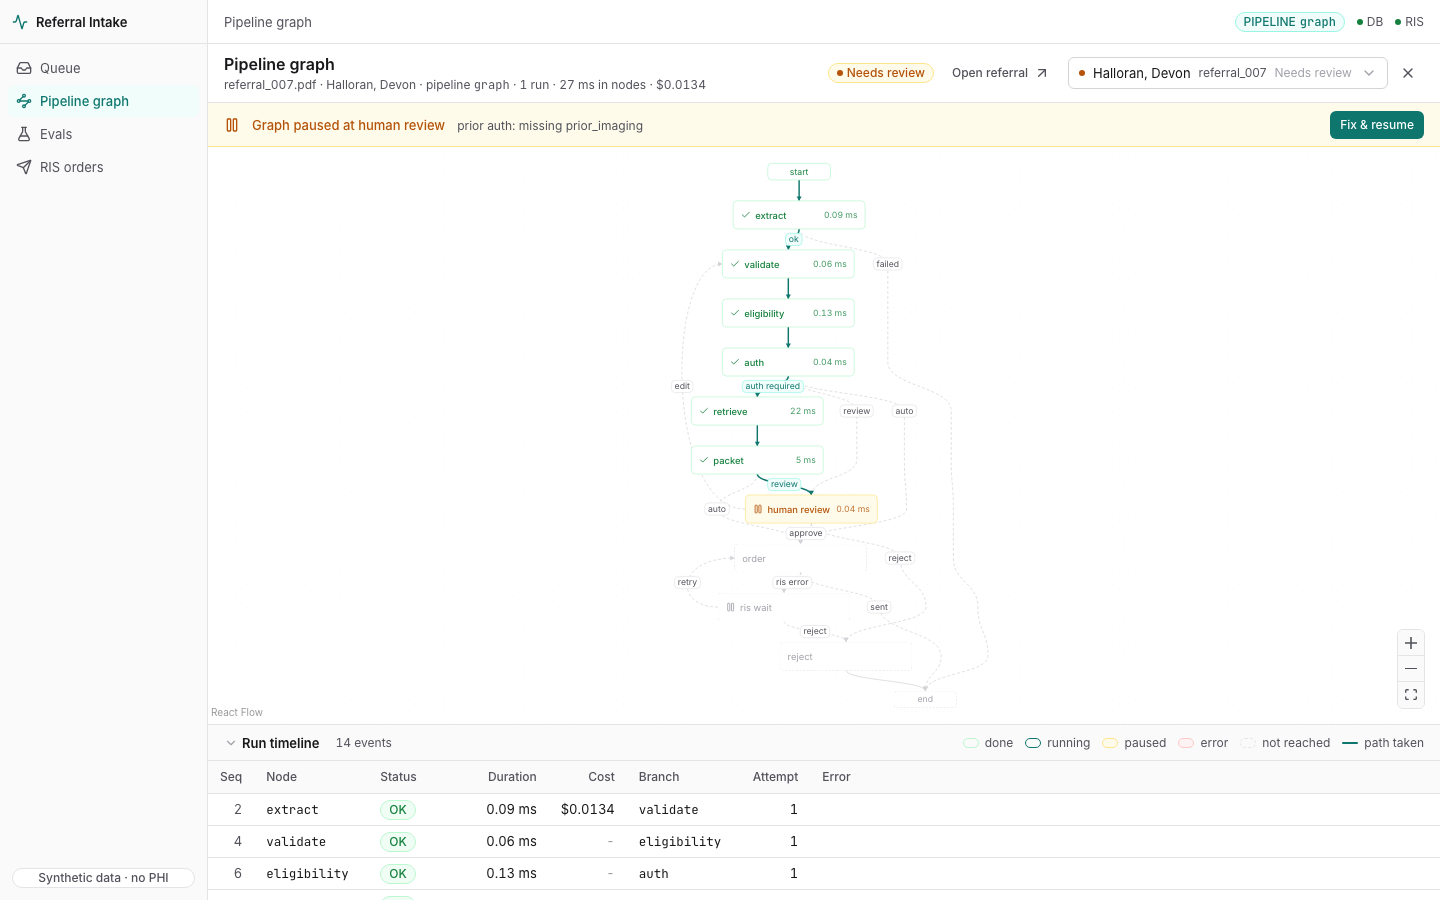 Referral Intake
Pipeline graph
PIPELINE graph
DB
RIS
Queue
Pipeline graph
Evals
RIS orders
Synthetic data · no PHI
Pipeline graph
referral_007.pdf · Halloran, Devon · pipeline graph · 1 run · 27 ms in nodes · $0.0134
Needs review
Open referral
Halloran, Devon referral_007 Needs review
Graph paused at human review prior auth: missing prior_imaging
Fix & resume
start
extract 0.09 ms
ok
validate 0.06 ms
failed
eligibility 0.13 ms
auth 0.04 ms
edit
auth required
retrieve 22 ms
review
auto
packet 5 ms
review
auto
human review 0.04 ms
approve
order
reject
retry
ris error
ris wait
sent
reject
reject
end
React Flow
Run timeline 14 events
done
running
paused
error
not reached
path taken
Seq Node Status Duration Cost Branch Attempt Error
2 extract OK 0.09 ms $0.0134 validate 1
4 validate OK 0.06 ms - eligibility 1
6 eligibility OK 0.13 ms - auth 1